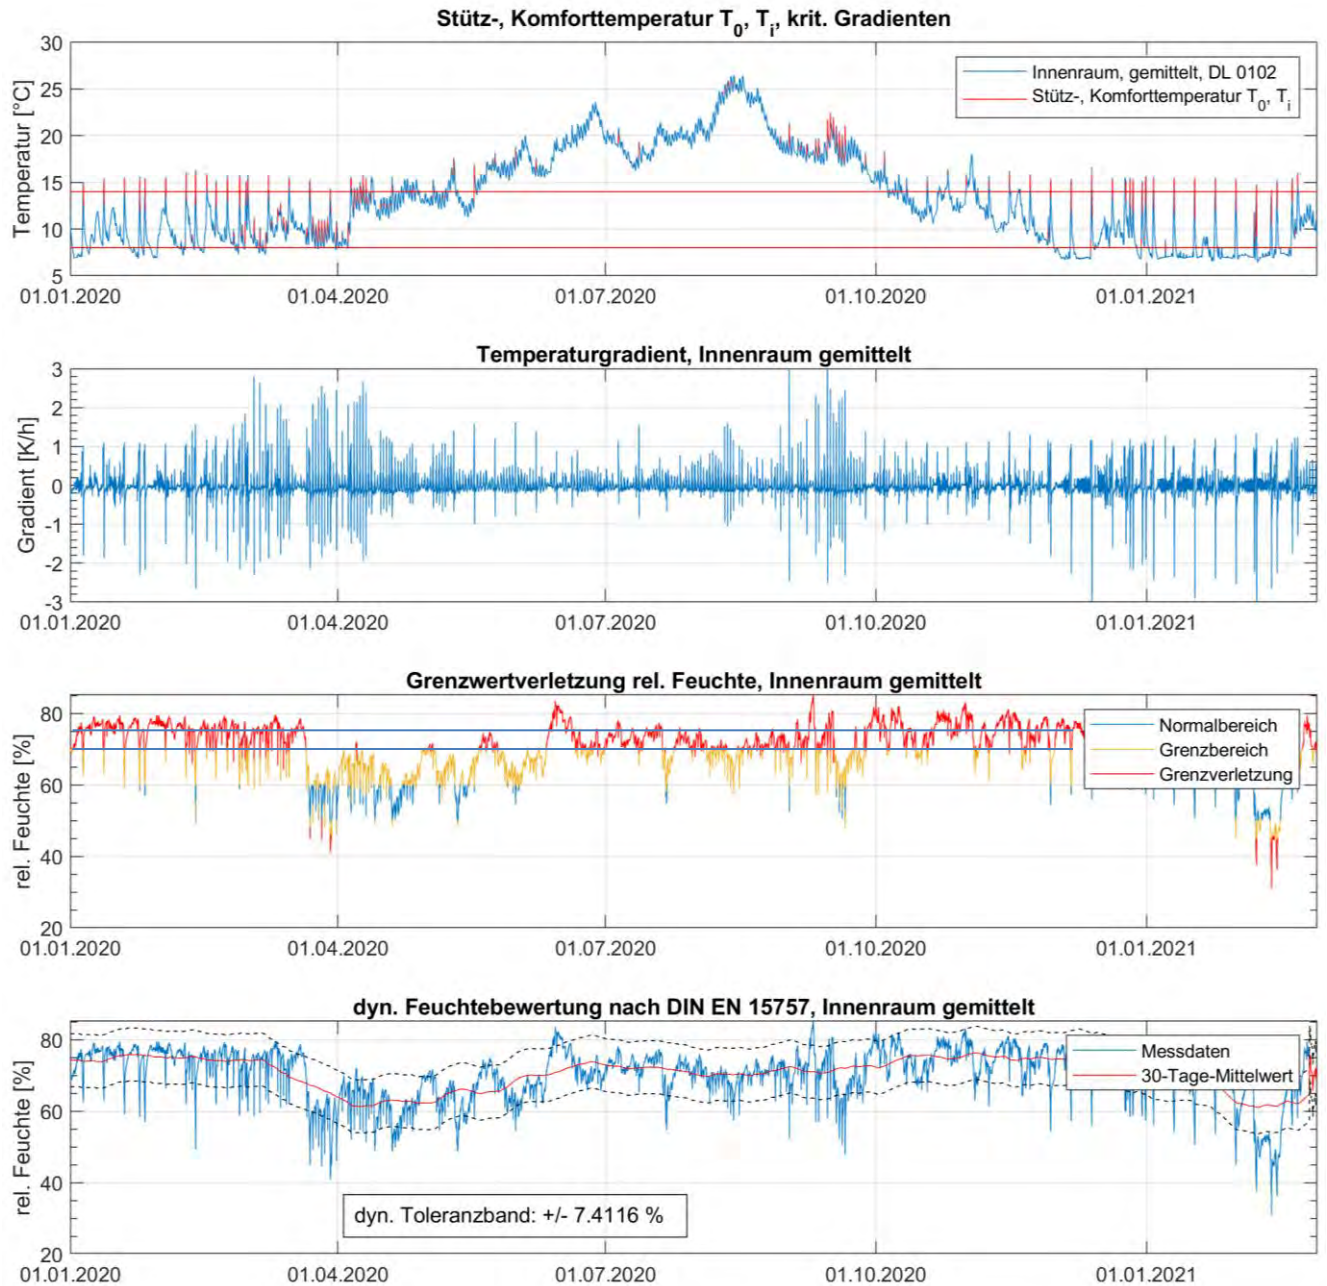 Stütz-, Komforttemperatur T₀, Tᵢ, krit. Gradienten
Temperatur [°C]
30
25
20
15
10
5
Innenraum, gemittelt, DL 0102
Stütz-, Komforttemperatur T₀, Tᵢ
01.01.2020 01.04.2020 01.07.2020 01.10.2020 01.01.2021
Temperaturgradient, Innenraum gemittelt
Gradient [K/h]
3
2
1
0
-1
-2
-3
01.01.2020 01.04.2020 01.07.2020 01.10.2020 01.01.2021
Grenzwertverletzung rel. Feuchte, Innenraum gemittelt
rel. Feuchte [%]
80
60
40
20
Normalbereich
Grenzbereich
Grenzverletzung
01.01.2020 01.04.2020 01.07.2020 01.10.2020 01.01.2021
dyn. Feuchtebewertung nach DIN EN 15757, Innenraum gemittelt
rel. Feuchte [%]
80
60
40
20
Messdaten
30-Tage-Mittelwert
dyn. Toleranzband: +/- 7.4116 %
01.01.2020 01.04.2020 01.07.2020 01.10.2020 01.01.2021